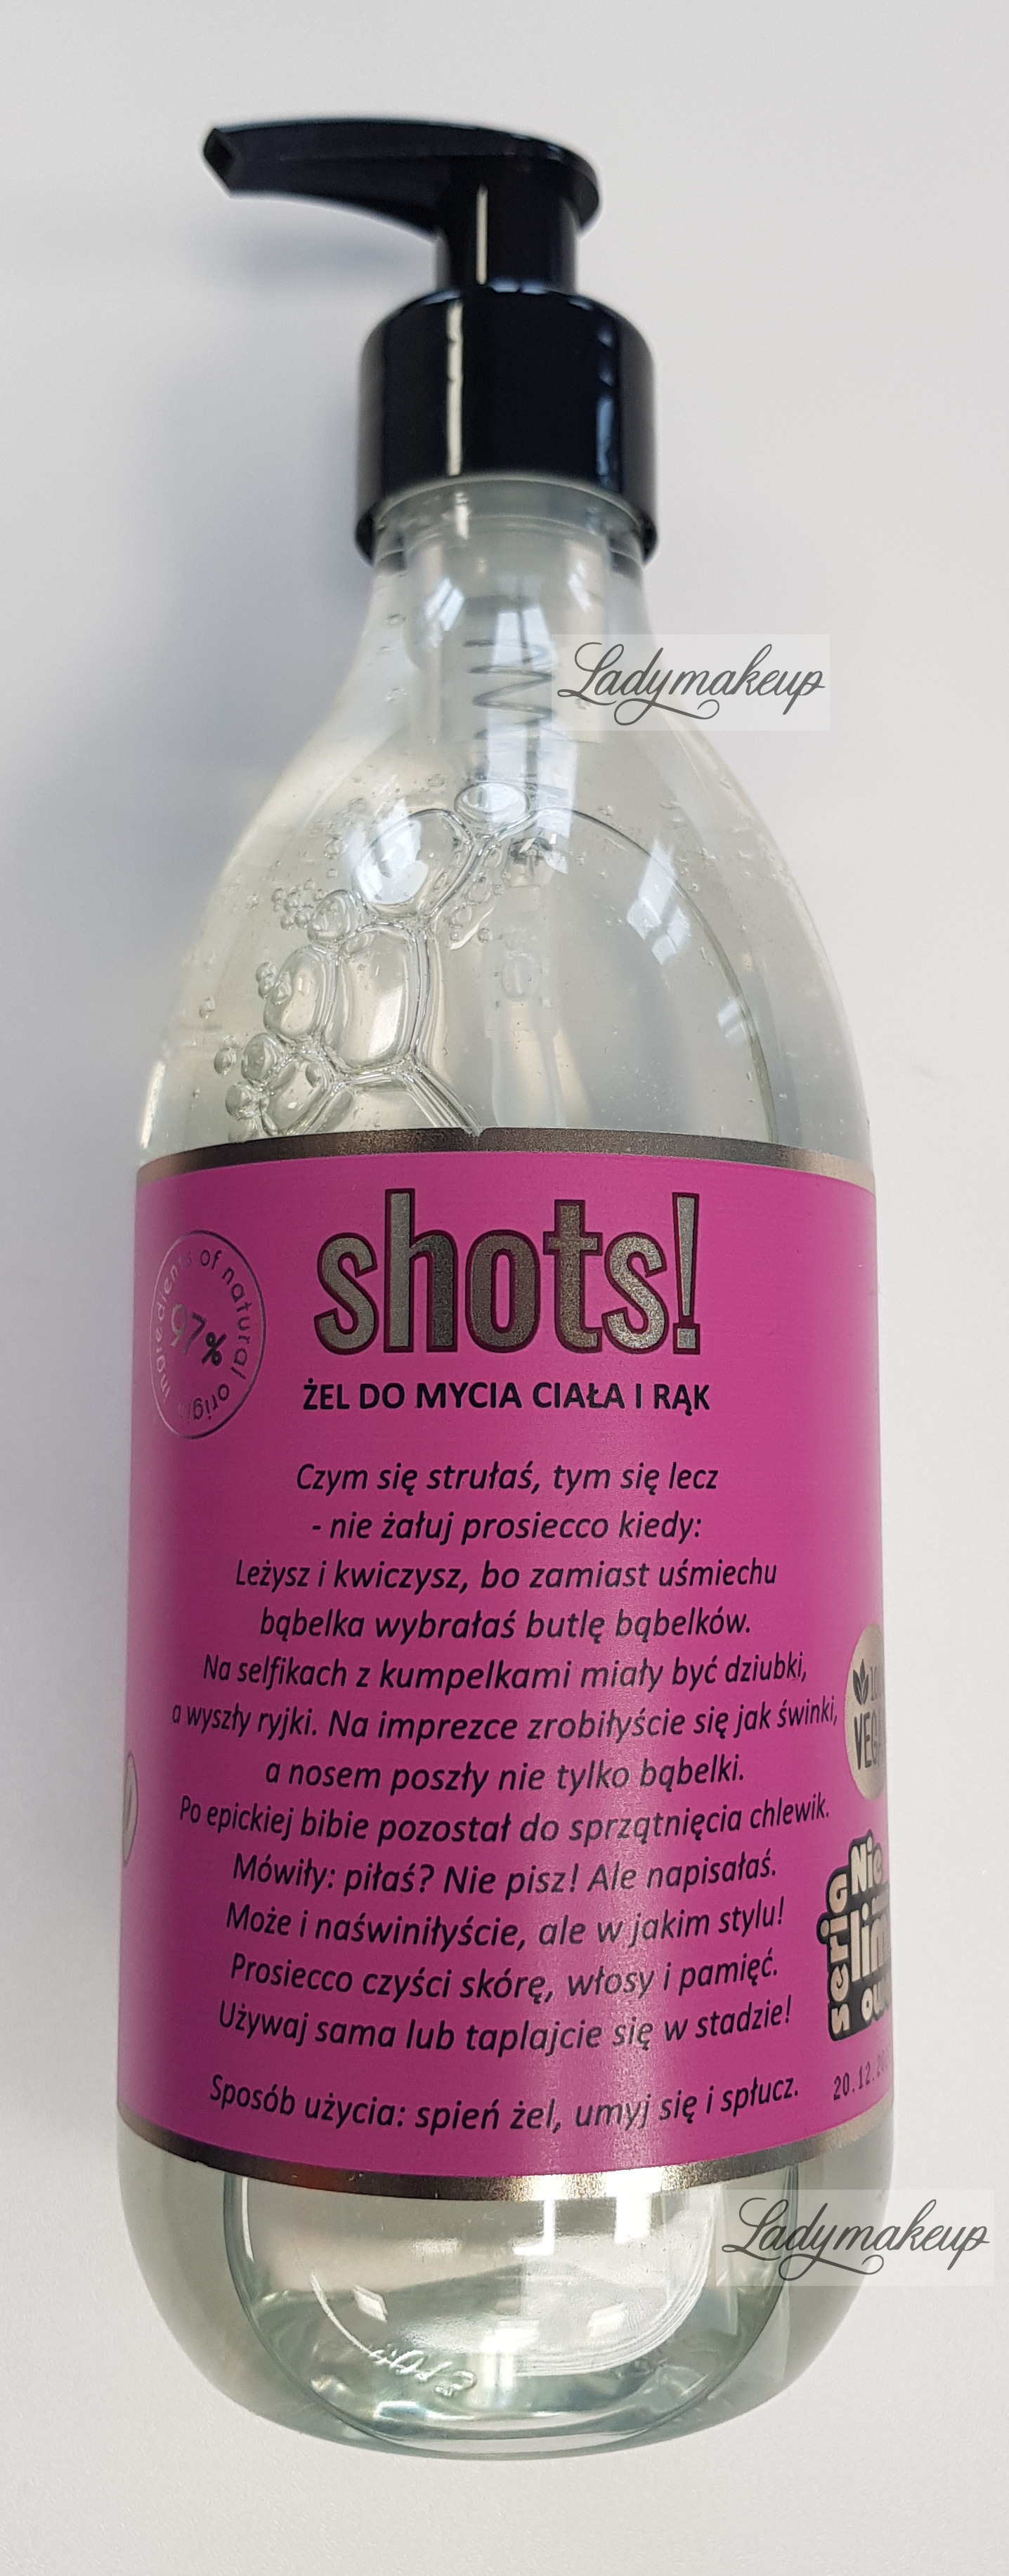 Ladymakeup
shots!
97%
ingredients of natural origin
ŻEL DO MYCIA CIAŁA I RĄK
Czym się strułaś, tym się lecz
- nie żałuj prosiecco kiedy:
Leżysz i kwiczysz, bo zamiast uśmiechu
bąbelka wybrałaś butlę bąbelków.
Na selfikach z kumpelkami miały być dziubki,
a wyszły ryjki. Na imprezce zrobiłyście się jak świnki,
a nosem poszły nie tylko bąbelki.
Po epickiej bibie pozostał do sprzątnięcia chlewik.
Mówiły: piłaś? Nie pisz! Ale napisałaś.
Może i naświniłyście, ale w jakim stylu!
Prosiecco czyści skórę, włosy i pamięć.
Używaj sama lub taplajcie się w stadzie!
Sposób użycia: spień żel, umyj się i spłucz.
Nie
20.12.
Ladymakeup